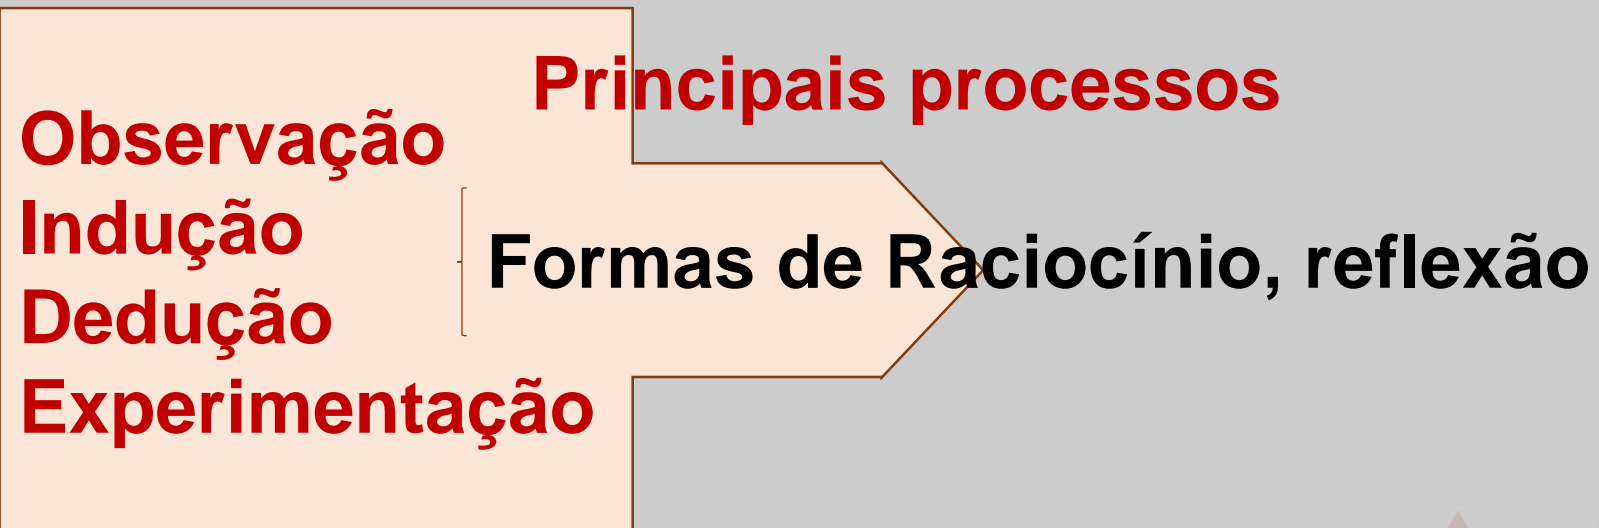 Principais processos
Observação
Indução
Dedução
Experimentação
Formas de Raciocínio, reflexão